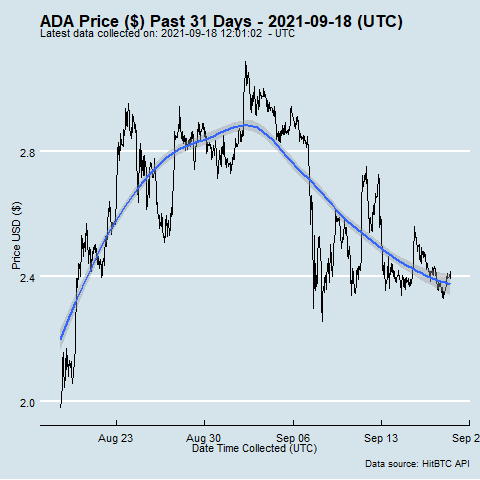 ADA Price ($) Past 31 Days - 2021-09-18 (UTC)
Latest data collected on: 2021-09-18 12:01:02 - UTC
Price USD ($)
2.8
2.4
2.0
Aug 23 Aug 30 Sep 06 Sep 13 Sep 2
Date Time Collected (UTC)
Data source: HitBTC API